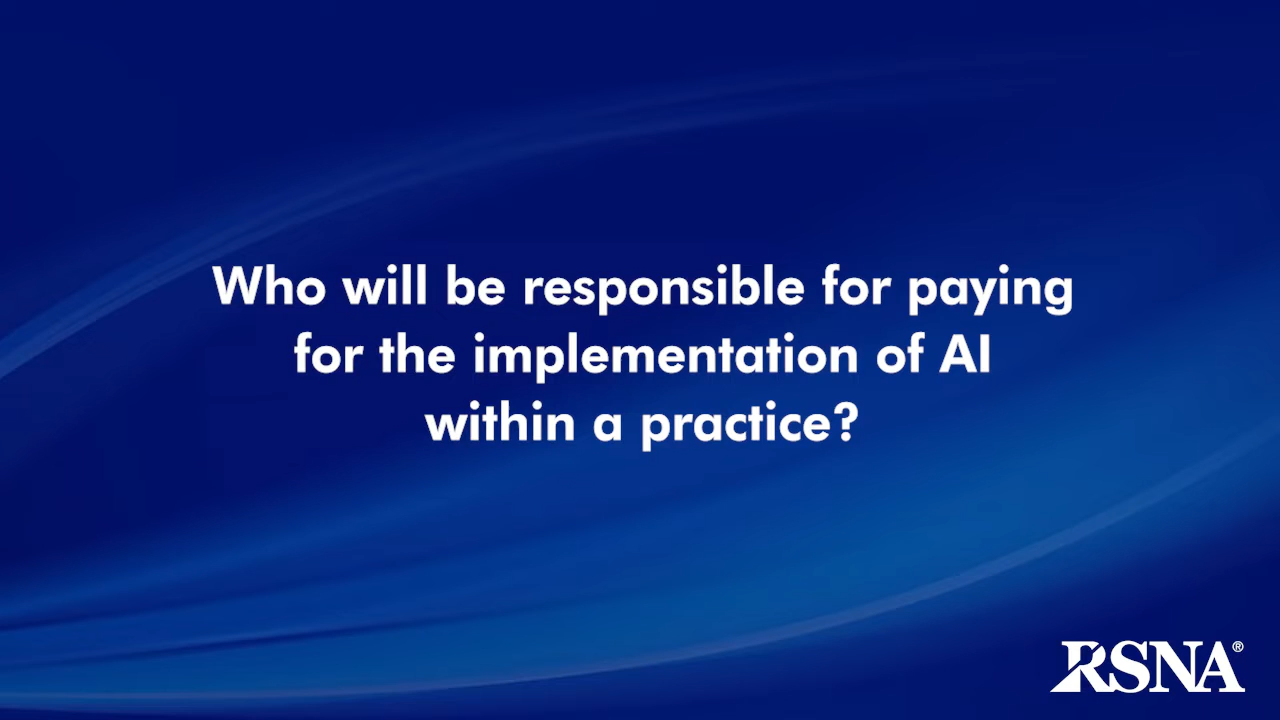 Who will be responsible for paying
for the implementation of AI
within a practice?
RSNA®